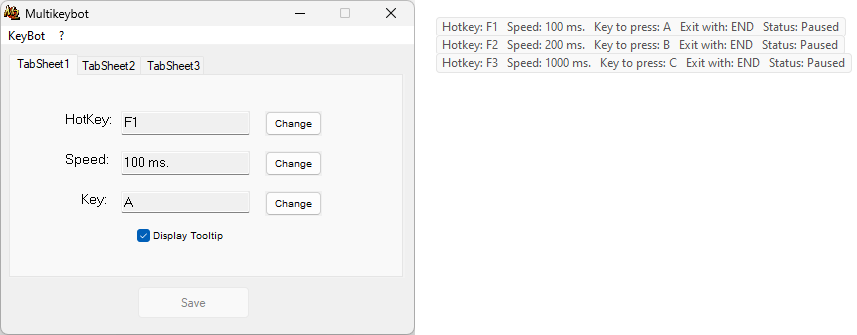 Multikeybot
KeyBot ?
TabSheet1 TabSheet2 TabSheet3
HotKey: F1 Change
Speed: 100 ms. Change
Key: A Change
Display Tooltip
Save
Hotkey: F1 Speed: 100 ms. Key to press: A Exit with: END Status: Paused
Hotkey: F2 Speed: 200 ms. Key to press: B Exit with: END Status: Paused
Hotkey: F3 Speed: 1000 ms. Key to press: C Exit with: END Status: Paused